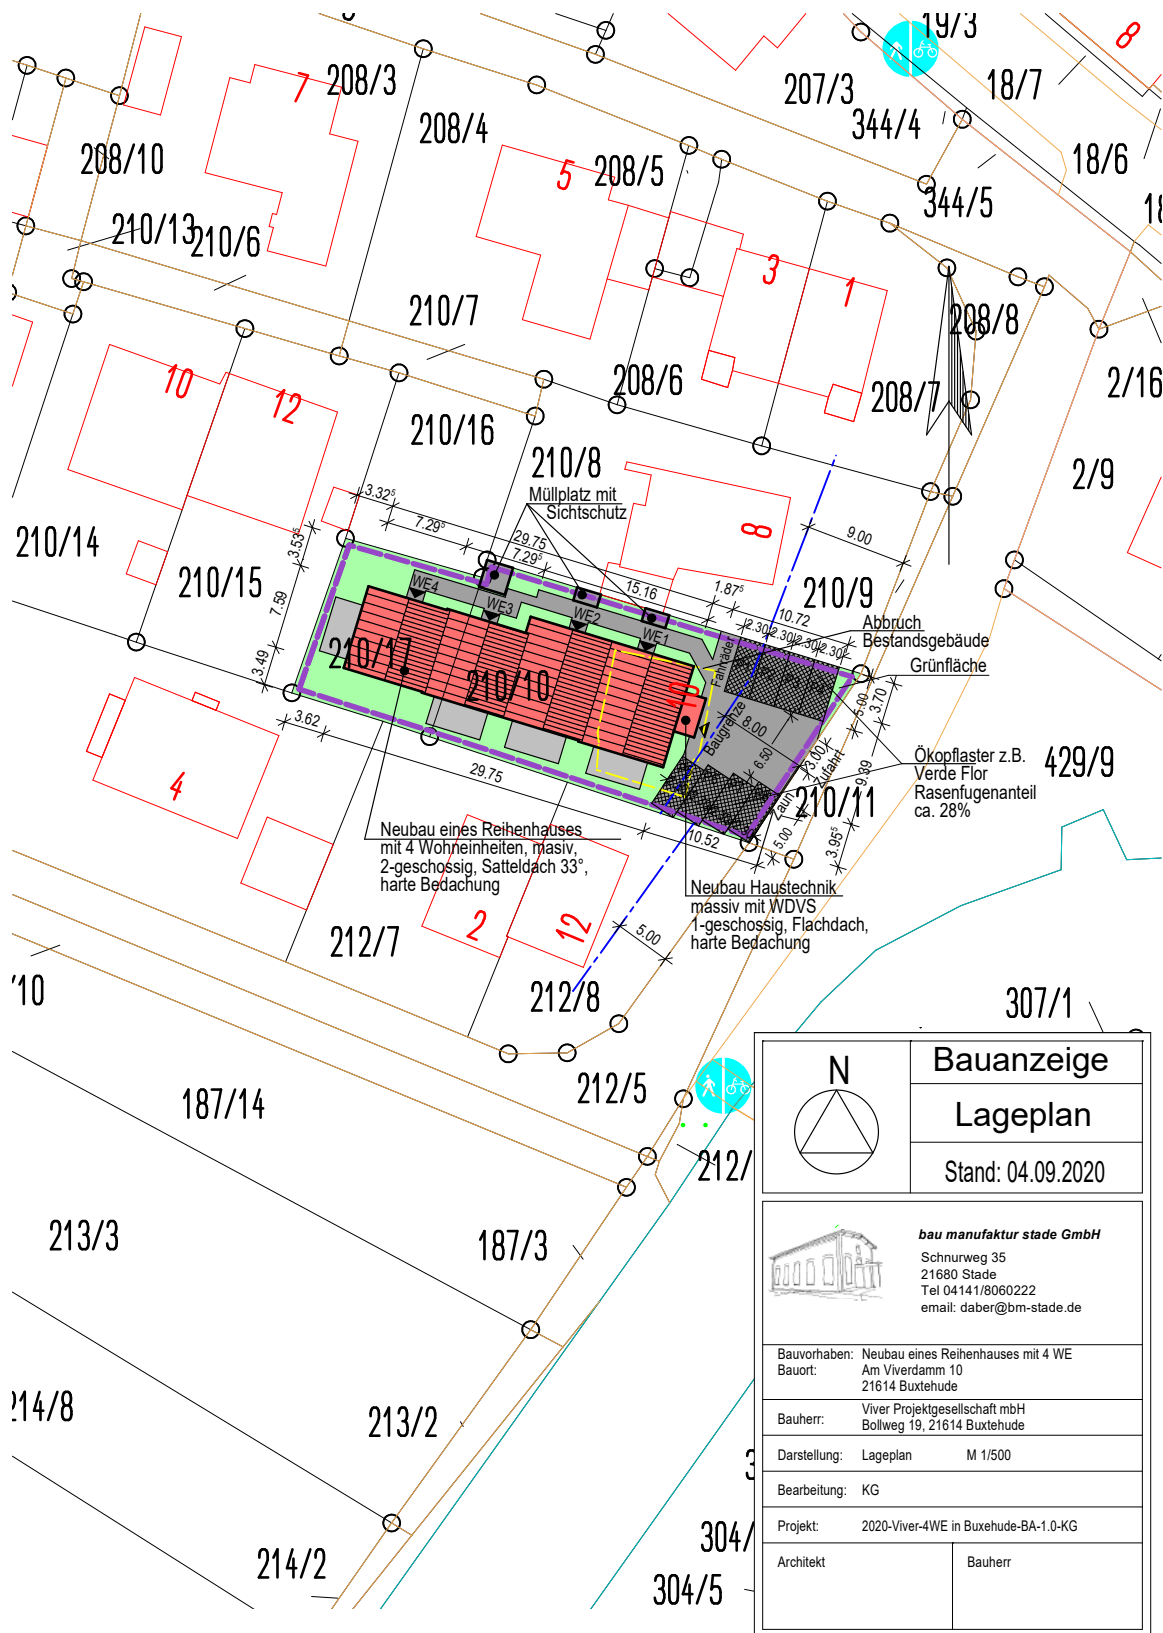 19/3
8
7
208/3
207/3
18/7
344/4
208/4
208/10
5
208/5
18/6
344/5
210/13
210/6
3
1
210/7
208/8
10
12
208/6
208/7
2/16
210/16
210/8
2/9
Müllplatz mit
Sichtschutz
3.32⁵
7.29⁵
29.75
7.29⁵
8
9.00
210/14
3.53⁵
15.16
1.87⁵
210/15
7.59
WE4
WE3
WE2
WE1
10.72
210/9
2.30
2.30
2.30
2.30⁵
Abbruch
Bestandsgebäude
Fahrräder
Grünfläche
210/17
210/10
10
3.49
Baugrenze
8.00
5.00
3.70
3.62
6.50
3.00
Zufahrt
9.39
Ökopflaster z.B.
Verde Flor
Rasenfugenanteil
ca. 28%
429/9
4
29.75
Zaun
210/11
10.52
5.00
3.95⁵
Neubau eines Reihenhauses
mit 4 Wohneinheiten, masiv,
2-geschossig, Satteldach 33°,
harte Bedachung
Neubau Haustechnik
massiv mit WDVS
1-geschossig, Flachdach,
harte Bedachung
2
12
212/7
5.00
212/8
307/1
187/14
212/5
212/
213/3
187/3
213/2
214/2
304/
304/5
N
Bauanzeige
Lageplan
Stand: 04.09.2020
bau manufaktur stade GmbH
Schnurweg 35
21680 Stade
Tel 04141/8060222
email: daber@bm-stade.de
Bauvorhaben: Neubau eines Reihenhauses mit 4 WE
Bauort: Am Viverdamm 10
21614 Buxtehude
Bauherr: Viver Projektgesellschaft mbH
Bollweg 19, 21614 Buxtehude
Darstellung: Lageplan M 1/500
Bearbeitung: KG
Projekt: 2020-Viver-4WE in Buxehude-BA-1.0-KG
Architekt Bauherr